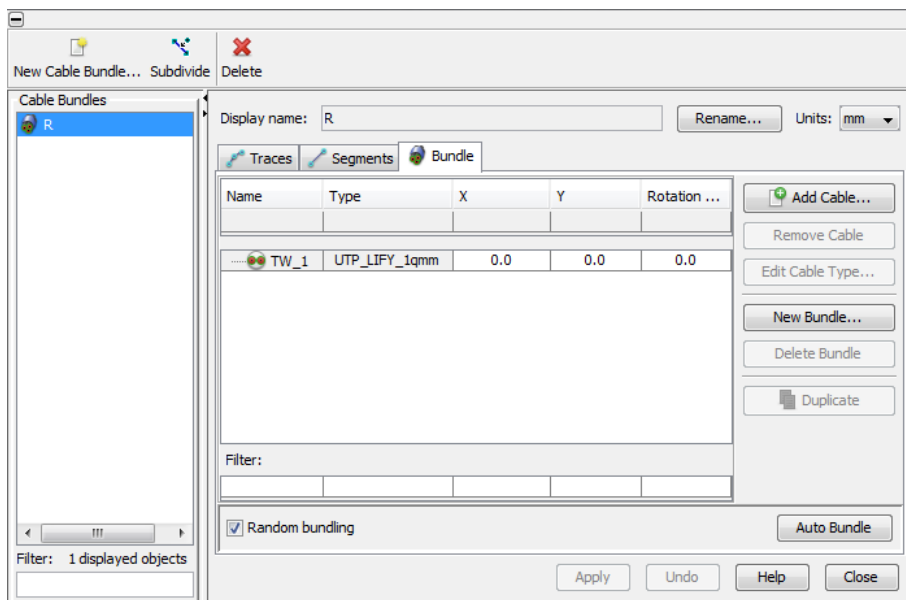 New Cable Bundle... Subdivide Delete
Cable Bundles
R
Display name: R Rename... Units: mm
Traces Segments Bundle
Name Type X Y Rotation ...
TW_1 UTP_LIFY_1qmm 0.0 0.0 0.0
Add Cable...
Remove Cable
Edit Cable Type...
New Bundle...
Delete Bundle
Duplicate
Filter:
Random bundling Auto Bundle
Filter: 1 displayed objects
Apply Undo Help Close